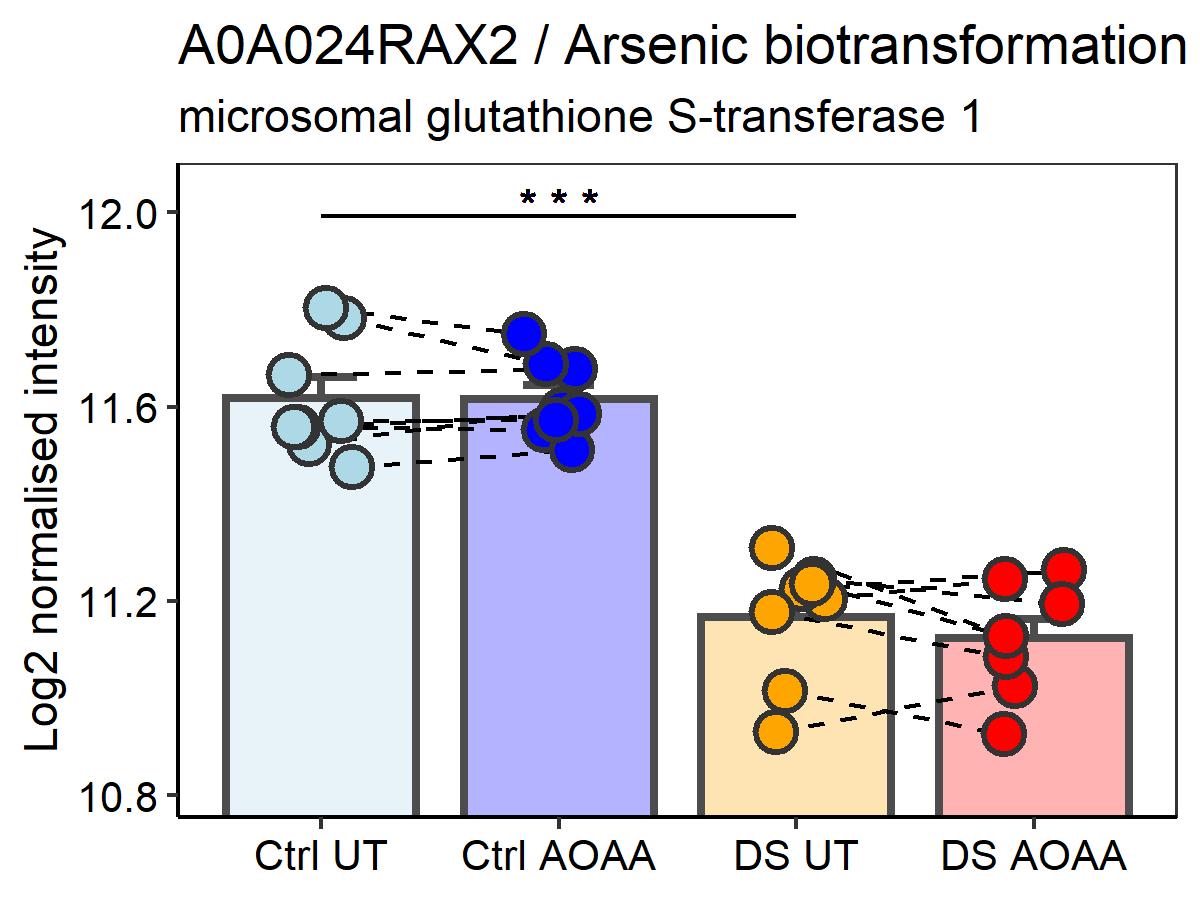 A0A024RAX2 / Arsenic biotransformation
microsomal glutathione S-transferase 1
Log2 normalised intensity
12.0
11.6
11.2
10.8
* * *
Ctrl UT
Ctrl AOAA
DS UT
DS AOAA